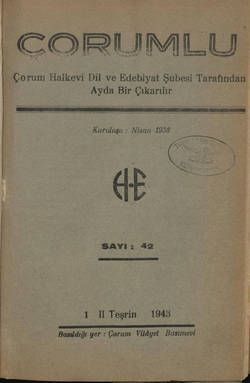 ÇORUMLU
Çorum Halkevi Dil ve Edebiyat Şubesi Tarafından
Ayda Bir Çıkarılır
Kuruluşu : Nisan 1938
H-E
SAYI : 42
1 II Teşrin 1943
Basıldığı yer : Çorum Vilâyet Basımevi